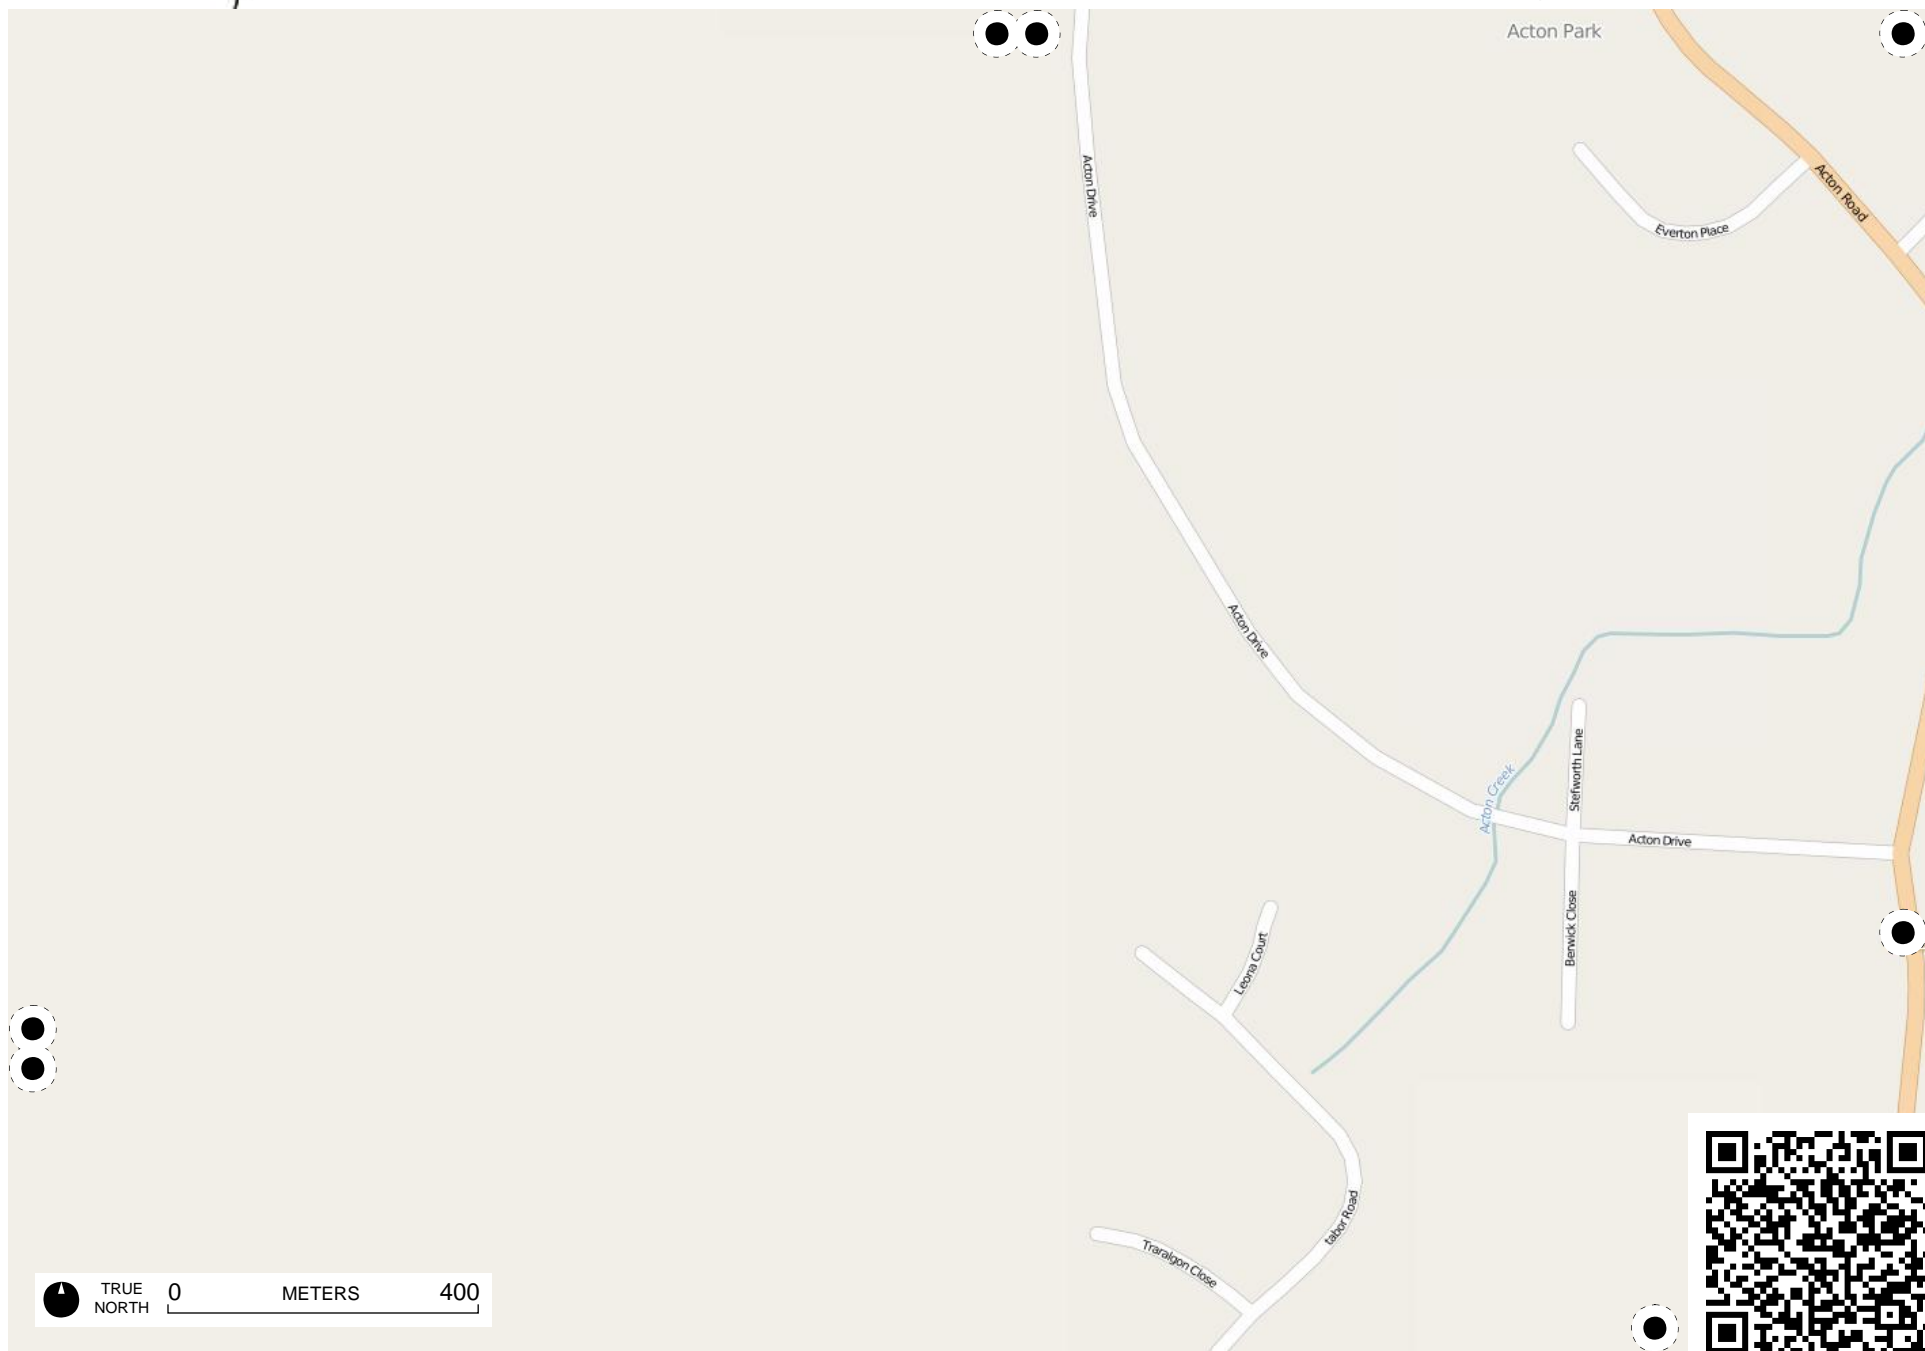 Acton Park
Acton Drive
Acton Road
Everton Place
Acton Drive
Stefworth Lane
Acton Creek
Acton Drive
Berwick Close
Leona Court
tabor Road
Traralgon Close
TRUE
NORTH
0 METERS 400